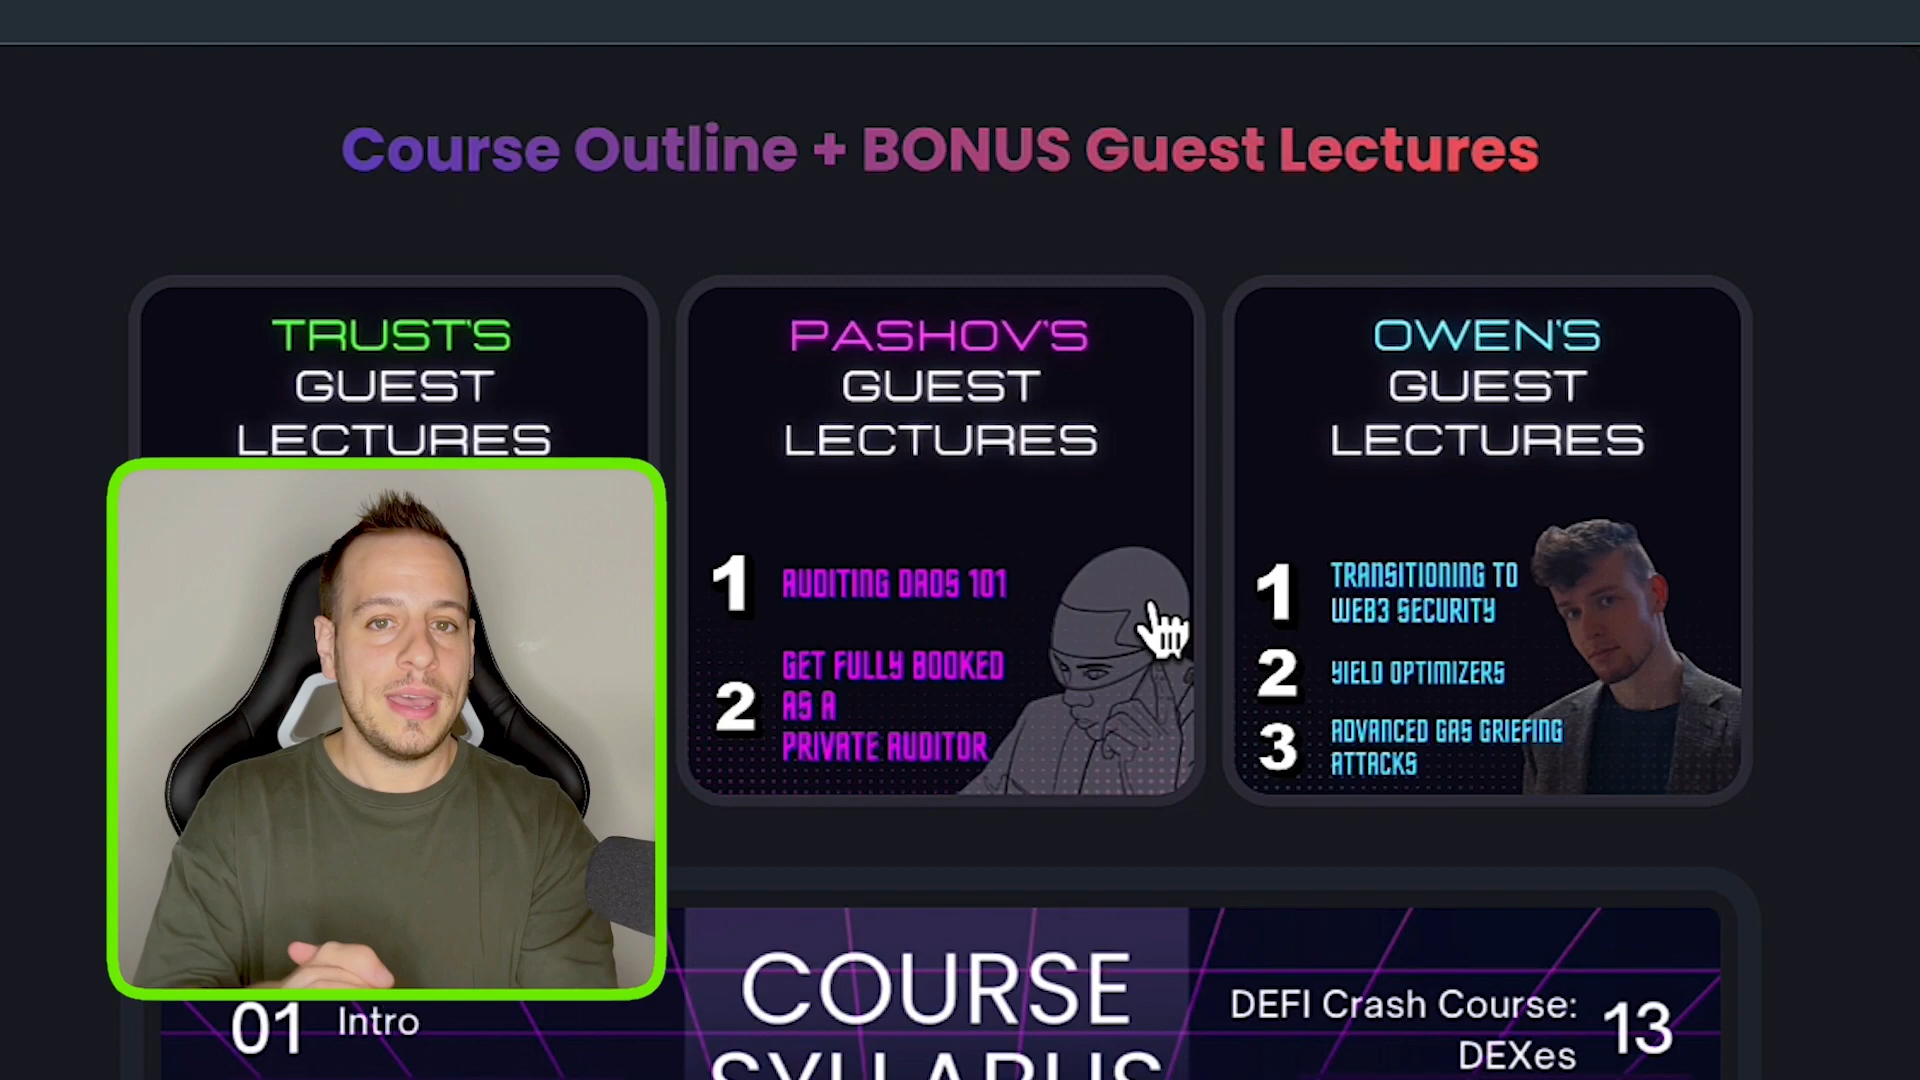 Course Outline + BONUS Guest Lectures
TRUST'S
GUEST
LECTURES
PASHOV'S
GUEST
LECTURES
1 AUDITING DAOS 101
2 GET FULLY BOOKED
AS A
PRIVATE AUDITOR
OWEN'S
GUEST
LECTURES
1 TRANSITIONING TO
WEB3 SECURITY
2 YIELD OPTIMIZERS
3 ADVANCED GAS GRIEFING
ATTACKS
COURSE
SYLLABUS
01 Intro
DEFI Crash Course:
DEXes 13